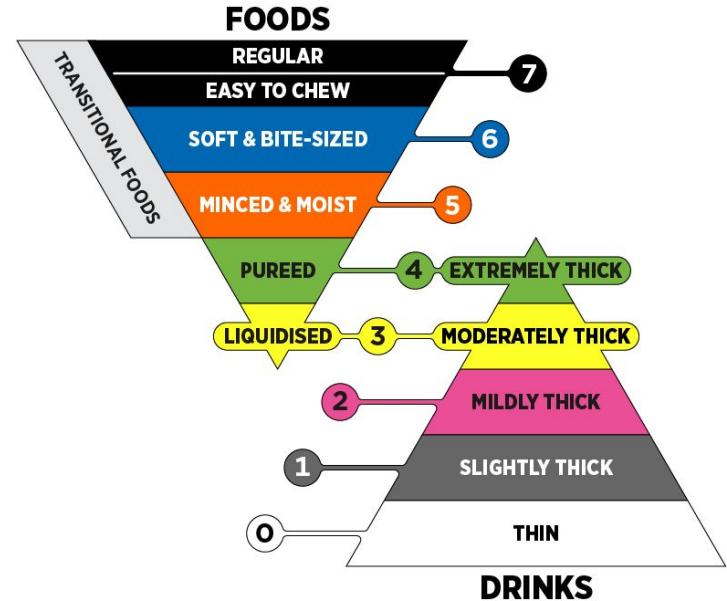 FOODS
REGULAR
7
EASY TO CHEW
TRANSITIONAL FOODS
SOFT & BITE-SIZED
6
MINCED & MOIST
5
PUREED
4
EXTREMELY THICK
LIQUIDISED
3
MODERATELY THICK
2
MILDLY THICK
1
SLIGHTLY THICK
0
THIN
DRINKS